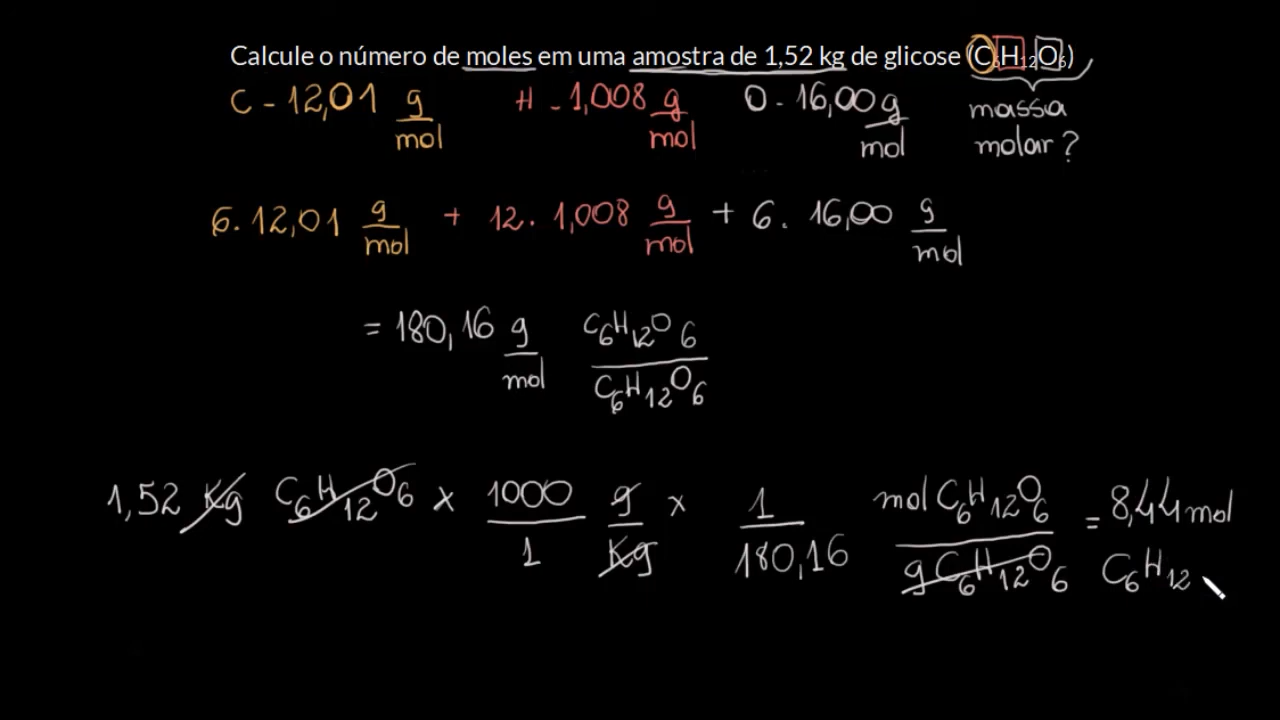 Calcule o número de moles em uma amostra de 1,52 kg de glicose (C₆H₁₂O₆)
C - 12,01 g/mol H - 1,008 g/mol O - 16,00 g/mol massa
molar ?
6 . 12,01 g/mol + 12 . 1,008 g/mol + 6 . 16,00 g/mol
= 180,16 g/mol C₆H₁₂O₆/C₆H₁₂O₆
1,52 Kg C₆H₁₂O₆ × 1000/1 g/Kg × 1/180,16 mol C₆H₁₂O₆/g C₆H₁₂O₆ = 8,44 mol
C₆H₁₂